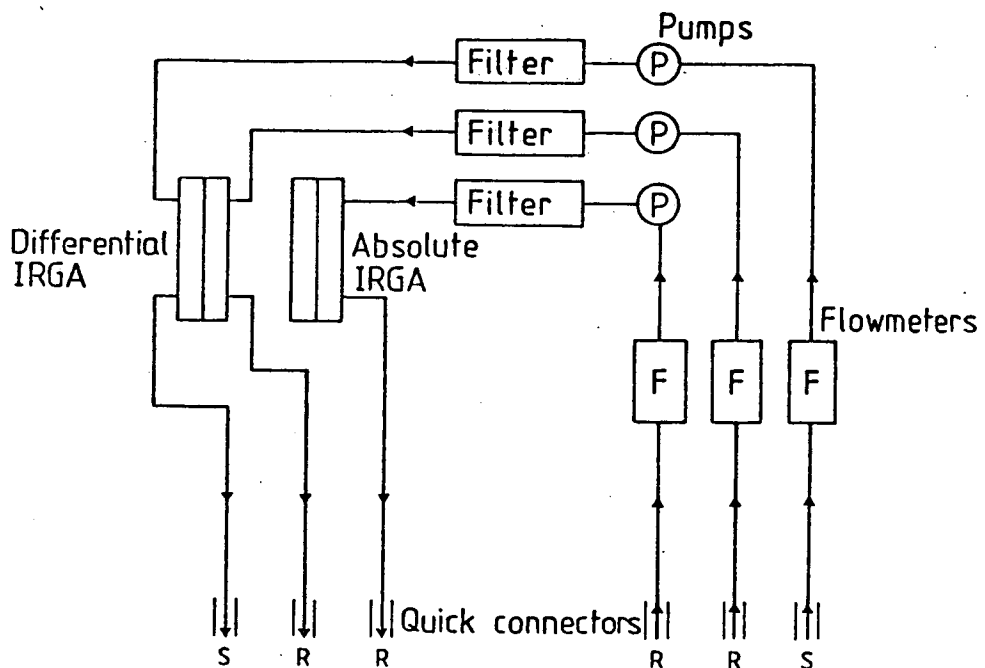 Pumps
Filter
P
Filter
P
Filter
P
Differential
IRGA
Absolute
IRGA
Flowmeters
F
F
F
Quick connectors
S
R
R
R
R
S